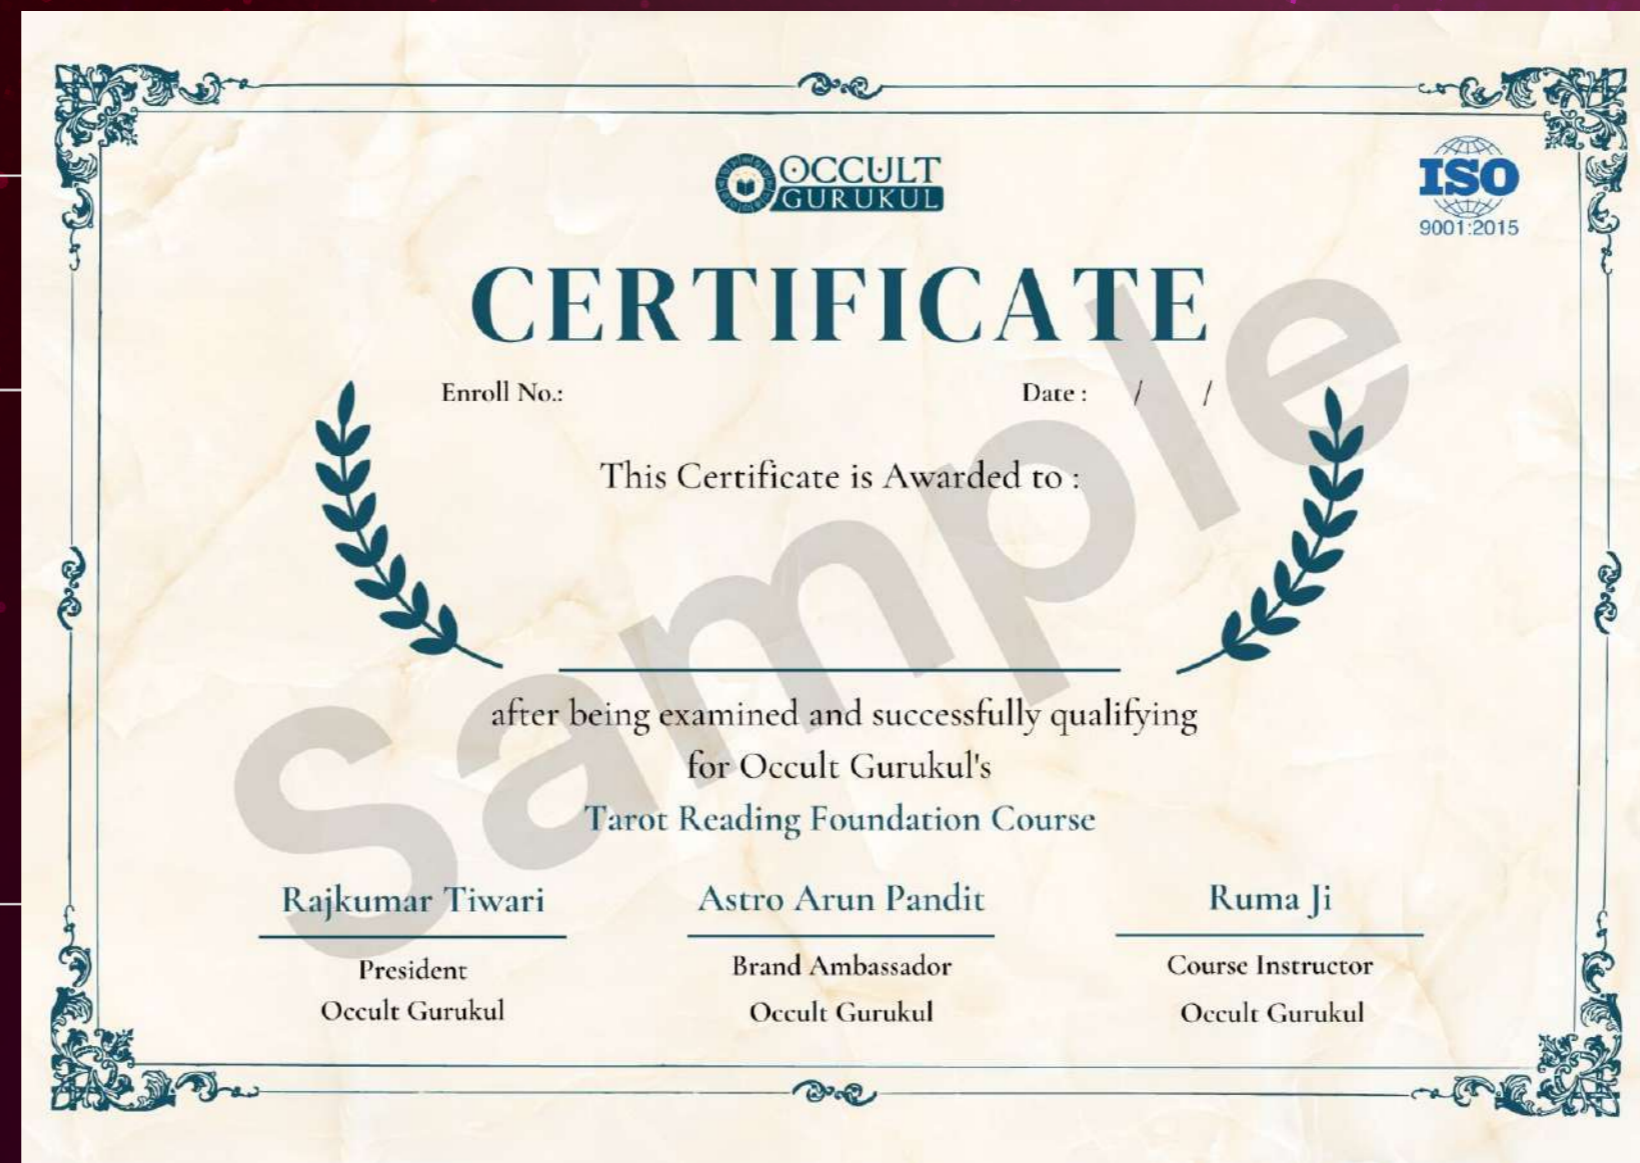 OCCULT
GURUKUL
ISO
9001:2015
CERTIFICATE
Enroll No.:
Date : / /
This Certificate is Awarded to :
Sample
after being examined and successfully qualifying
for Occult Gurukul's
Tarot Reading Foundation Course
Rajkumar Tiwari
Astro Arun Pandit
Ruma Ji
President
Brand Ambassador
Course Instructor
Occult Gurukul
Occult Gurukul
Occult Gurukul